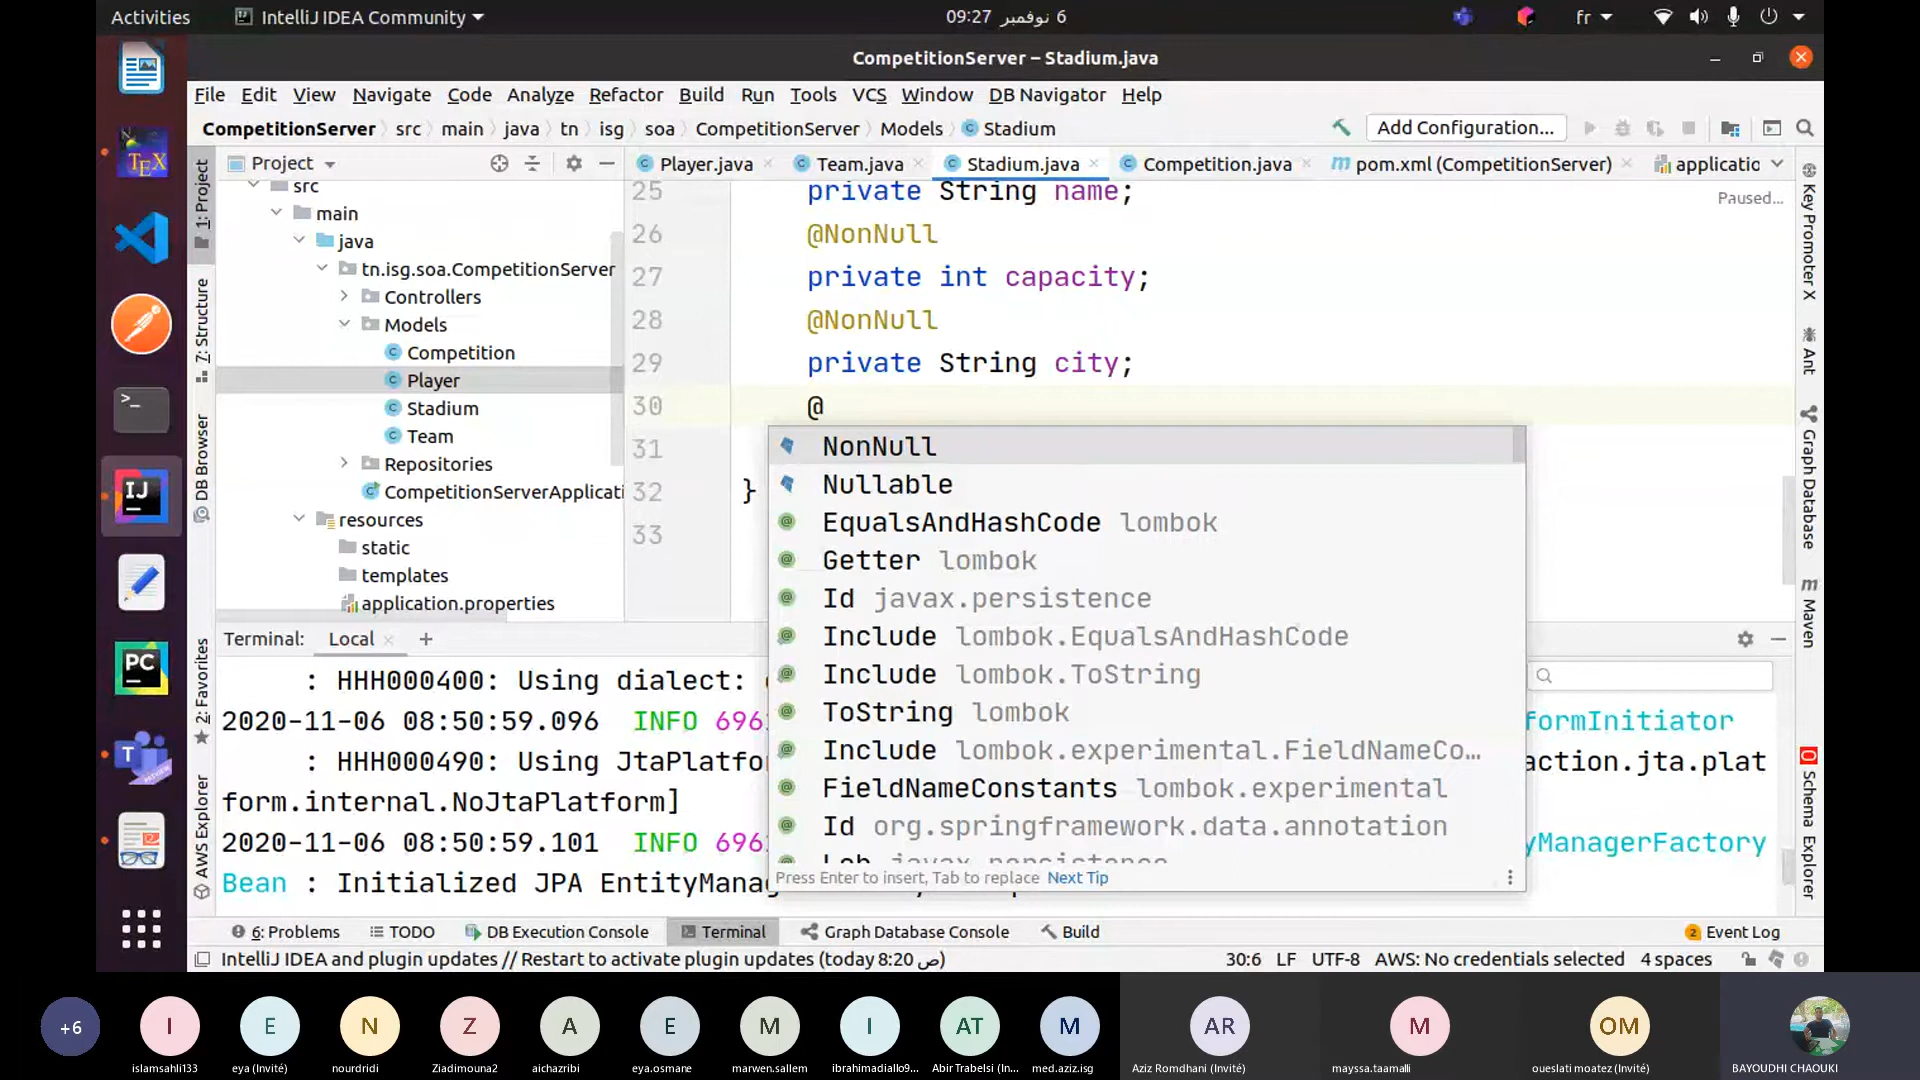 Activities
IntelliJ IDEA Community
6 نوفمبر 09:27
fr
CompetitionServer – Stadium.java
File Edit View Navigate Code Analyze Refactor Build Run Tools VCS Window DB Navigator Help
CompetitionServer src main java tn isg soa CompetitionServer Models Stadium
Add Configuration...
Project
Player.java Team.java Stadium.java Competition.java pom.xml (CompetitionServer) applicatio
src
main
java
tn.isg.soa.CompetitionServer
Controllers
Models
Competition
Player
Stadium
Team
Repositories
CompetitionServerApplicati
resources
static
templates
application.properties
1: Project
7: Structure
DB Browser
2: Favorites
AWS Explorer
25 private String name;
26 @NonNull
27 private int capacity;
28 @NonNull
29 private String city;
30 @
31
32 }
33
Paused...
NonNull
Nullable
EqualsAndHashCode lombok
Getter lombok
Id javax.persistence
Include lombok.EqualsAndHashCode
Include lombok.ToString
ToString lombok
Include lombok.experimental.FieldNameCo...
FieldNameConstants lombok.experimental
Id org.springframework.data.annotation
Lob javax.persistence
Press Enter to insert, Tab to replace Next Tip
Key Promoter X
Ant
Graph Database
Maven
Schema Explorer
Terminal: Local
: HHH000400: Using dialect:
2020-11-06 08:50:59.096 INFO 696 formInitiator
: HHH000490: Using JtaPlatfo action.jta.plat
form.internal.NoJtaPlatform]
2020-11-06 08:50:59.101 INFO 696 yManagerFactory
Bean : Initialized JPA EntityManag
6: Problems TODO DB Execution Console Terminal Graph Database Console Build
2 Event Log
IntelliJ IDEA and plugin updates // Restart to activate plugin updates (today 8:20 ص)
30:6 LF UTF-8 AWS: No credentials selected 4 spaces
+6 I E N Z A E M I AT M AR M OM
islamsahli133
eya (Invité)
nourdridi
Ziadimouna2
aichazribi
eya.osmane
marwen.sallem
ibrahimadiallo9...
Abir Trabelsi (In...
med.aziz.isg
Aziz Romdhani (Invité)
mayssa.taamalli
oueslati moatez (Invité)
BAYOUDHI CHAOUKI